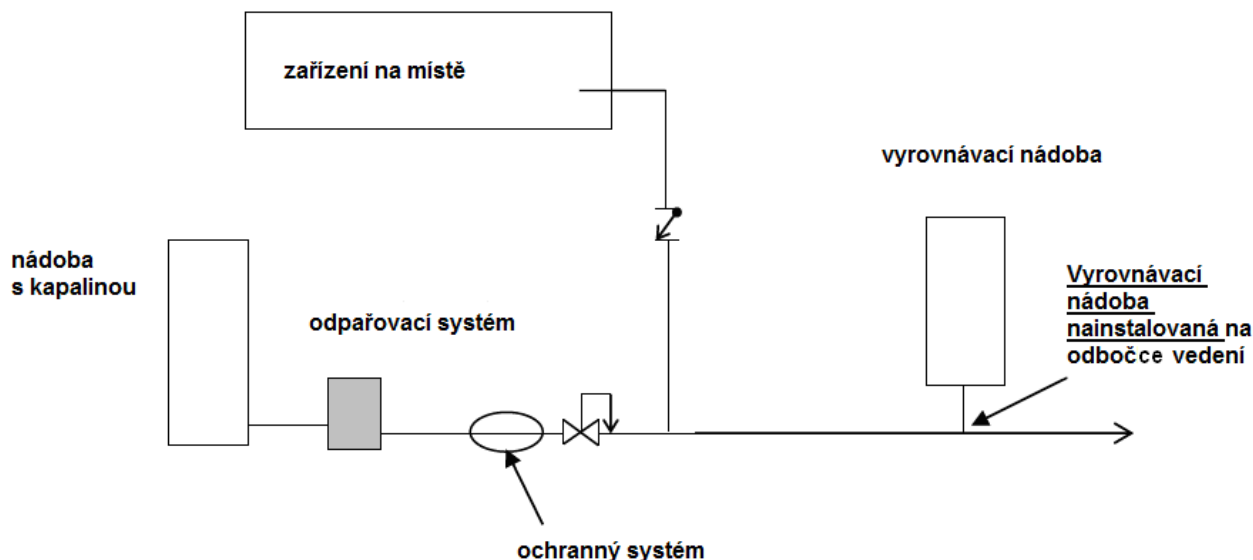 zařízení na místě
vyrovnávací nádoba
nádoba
s kapalinou
odpařovací systém
Vyrovnávací
nádoba
nainstalovaná na
odbočce vedení
ochranný systém